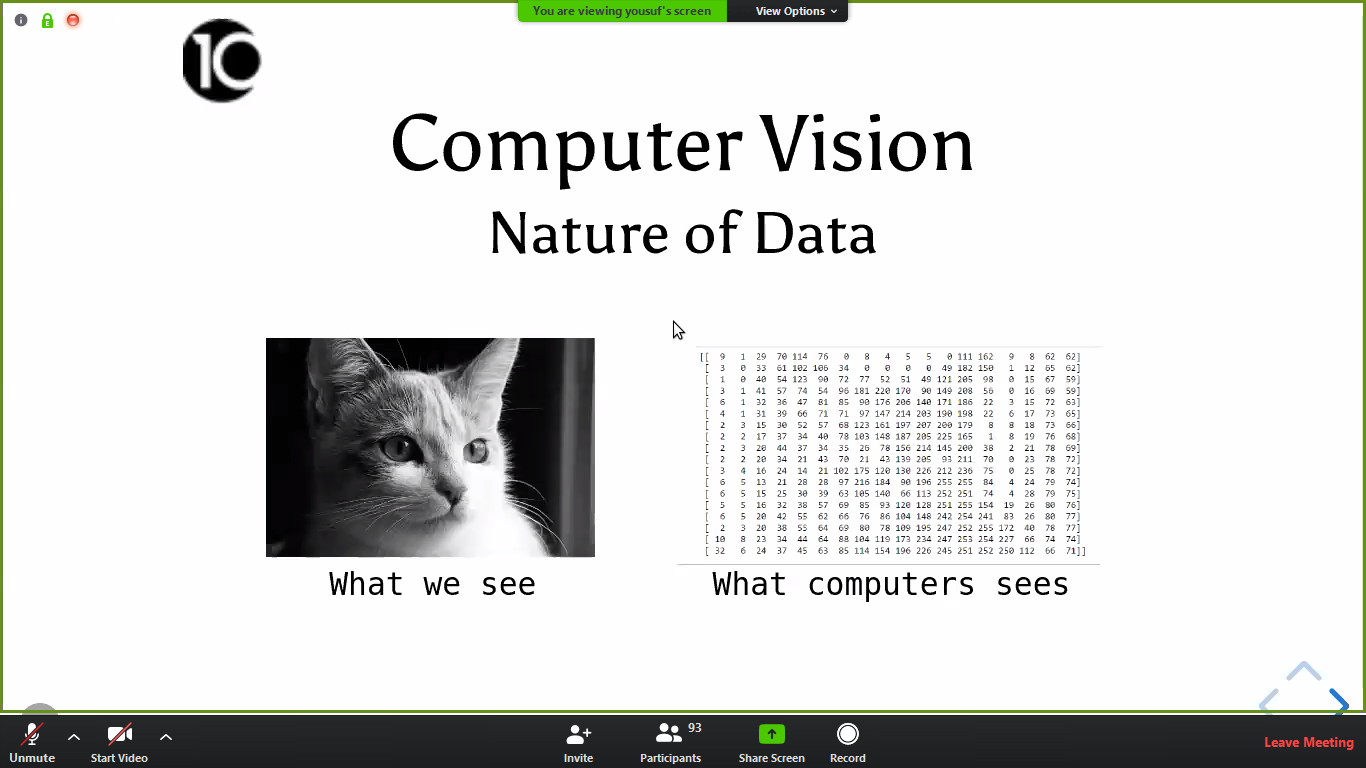 You are viewing yousuf's screen
View Options
10
Computer Vision
Nature of Data
[[ 9 1 29 70 114 76 0 8 4 5 5 0 111 162 9 8 62 62]
[ 3 0 33 61 102 106 34 0 0 0 0 49 182 150 1 12 65 62]
[ 1 0 40 54 123 90 72 77 52 51 49 121 205 98 0 15 67 59]
[ 3 1 41 57 74 54 96 181 220 170 90 149 208 56 0 16 69 59]
[ 6 1 32 36 47 81 85 90 176 206 140 171 186 22 3 15 72 63]
[ 4 1 31 39 66 71 71 97 147 214 203 190 198 22 6 17 73 65]
[ 2 3 15 30 52 57 68 123 161 197 207 200 179 8 8 18 73 66]
[ 2 2 17 37 34 40 78 103 148 187 205 225 165 1 8 19 76 68]
[ 2 3 20 44 37 34 35 26 78 156 214 145 200 38 2 21 78 69]
[ 2 2 20 34 21 43 70 21 43 139 205 93 211 70 0 23 78 72]
[ 3 4 16 24 14 21 102 175 120 130 226 212 236 75 0 25 78 72]
[ 6 5 13 21 28 28 97 216 184 90 196 255 255 84 4 24 79 74]
[ 6 5 15 25 30 39 63 105 140 66 113 252 251 74 4 28 79 75]
[ 5 5 16 32 38 57 69 85 93 120 128 251 255 154 19 26 80 76]
[ 6 5 20 42 55 62 66 76 86 104 148 242 254 241 83 26 80 77]
[ 2 3 20 38 55 64 69 80 78 109 195 247 252 255 172 40 78 77]
[ 10 8 23 34 44 64 88 104 119 173 234 247 253 254 227 66 74 74]
[ 32 6 24 37 45 63 85 114 154 196 226 245 251 252 250 112 66 71]]
What we see
What computers sees
Unmute
Start Video
Invite
Participants 93
Share Screen
Record
Leave Meeting